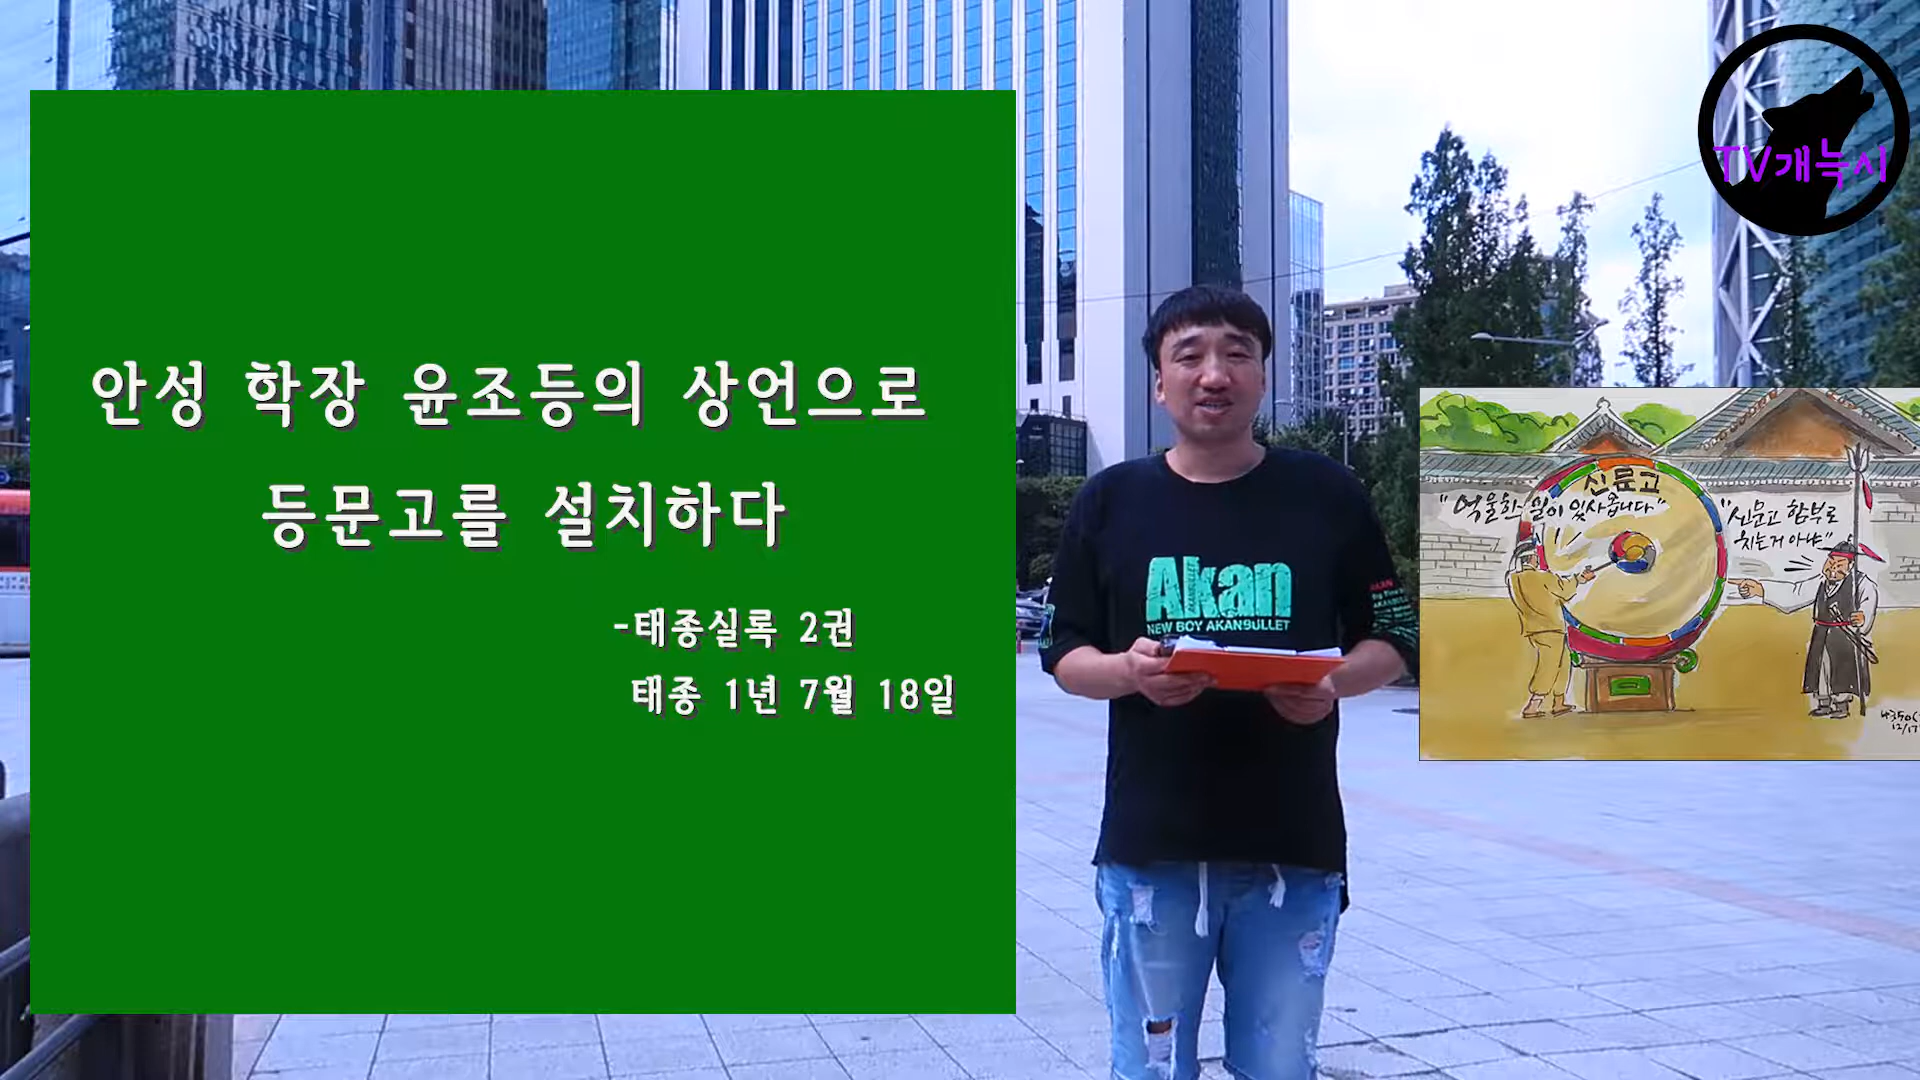 TV개늑시
안성 학장 윤조등의 상언으로
등문고를 설치하다
-태종실록 2권
태종 1년 7월 18일
Akan
NEW BOY AKANBULLET
AKAN
신문고
"억울한 일이 있사옵니다"
"신문고 함부로
치는거 아냐"